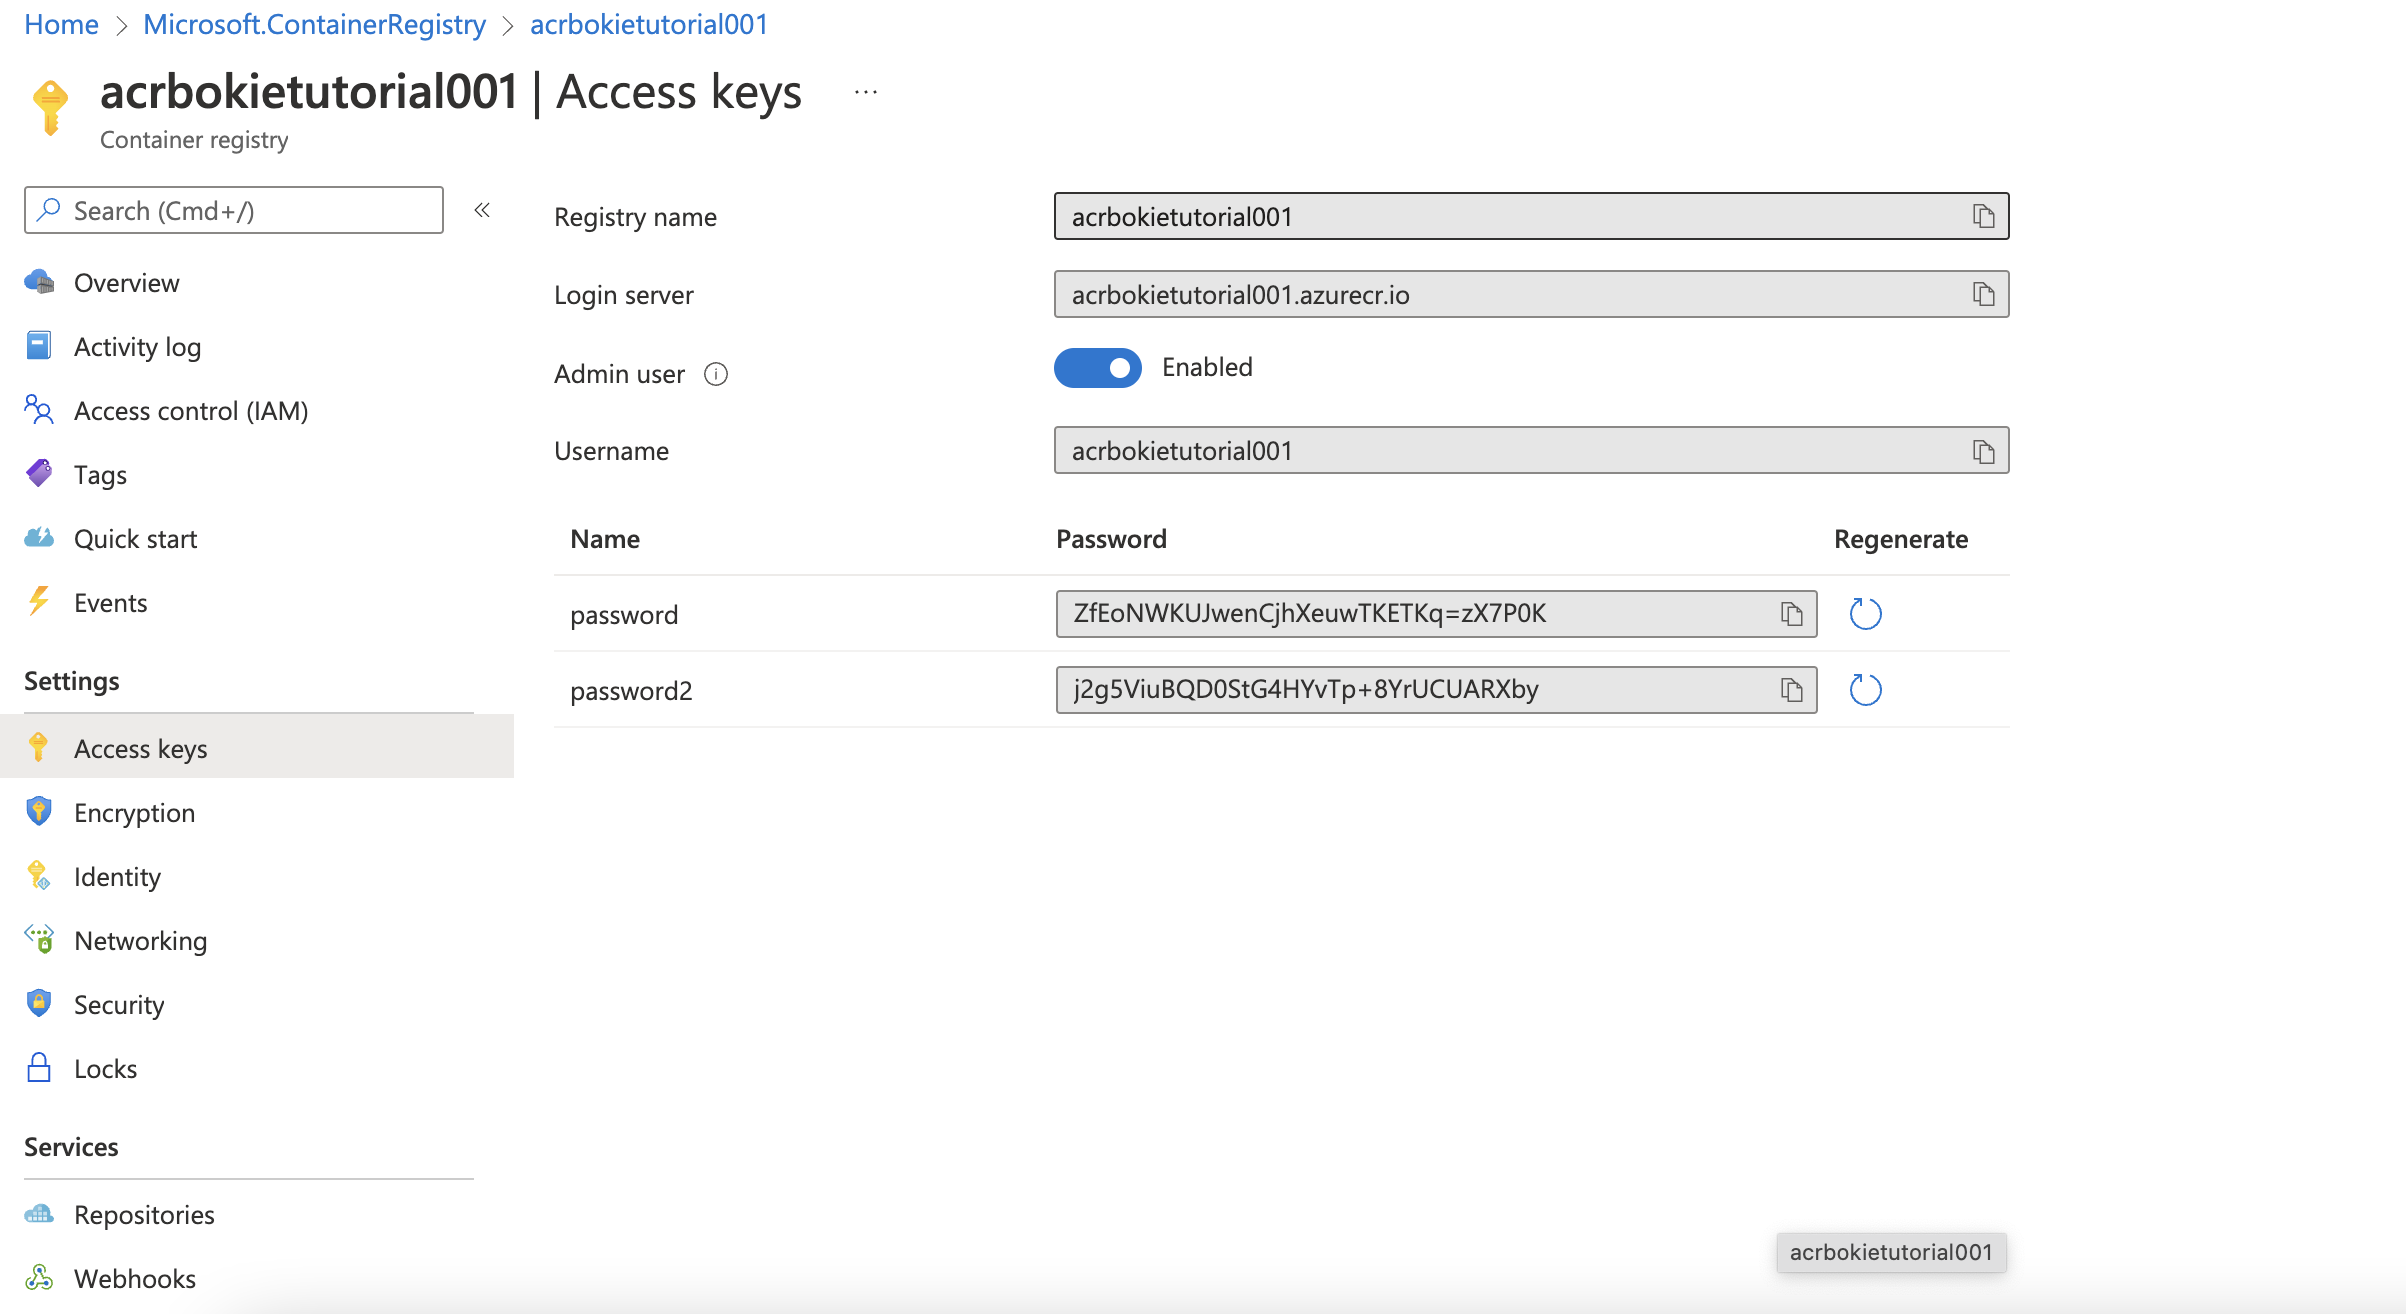 Home > Microsoft.ContainerRegistry > acrbokietutorial001
acrbokietutorial001 | Access keys ...
Container registry
Search (Cmd+/)
«
Overview
Activity log
Access control (IAM)
Tags
Quick start
Events
Settings
Access keys
Encryption
Identity
Networking
Security
Locks
Services
Repositories
Webhooks
Registry name acrbokietutorial001
Login server acrbokietutorial001.azurecr.io
Admin user Enabled
Username acrbokietutorial001
Name Password Regenerate
password ZfEoNWKUJwenCjhXeuwTKETKq=zX7P0K
password2 j2g5ViuBQD0StG4HYvTp+8YrUCUARXby
acrbokietutorial001